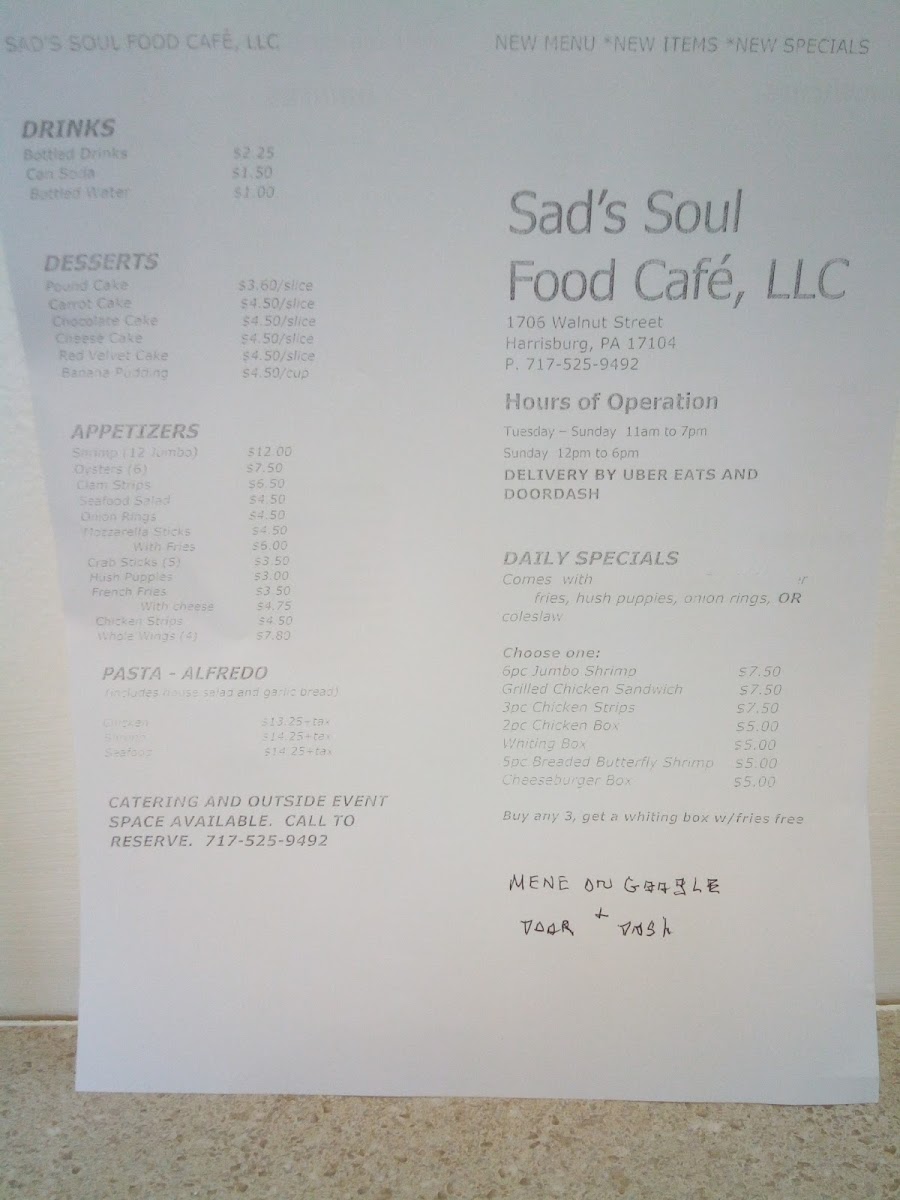 SAD'S SOUL FOOD CAFÉ, LLC
NEW MENU *NEW ITEMS *NEW SPECIALS
DRINKS
Bottled Drinks $2.25
Can Soda $1.50
Bottled Water $1.00
DESSERTS
Pound Cake $3.60/slice
Carrot Cake $4.50/slice
Chocolate Cake $4.50/slice
Cheese Cake $4.50/slice
Red Velvet Cake $4.50/slice
Banana Pudding $4.50/cup
APPETIZERS
Shrimp (12 Jumbo) $12.00
Oysters (6) $7.50
Clam Strips $6.50
Seafood Salad $4.50
Onion Rings $4.50
Mozzarella Sticks $4.50
With Fries $6.00
Crab Sticks (5) $3.50
Hush Puppies $3.00
French Fries $3.50
With cheese $4.75
Chicken Strips $4.50
Whole Wings (4) $7.80
PASTA - ALFREDO
(includes house salad and garlic bread)
Chicken $13.25+tax
Shrimp $14.25+tax
Seafood $14.25+tax
CATERING AND OUTSIDE EVENT
SPACE AVAILABLE. CALL TO
RESERVE. 717-525-9492
Sad's Soul
Food Café, LLC
1706 Walnut Street
Harrisburg, PA 17104
P. 717-525-9492
Hours of Operation
Tuesday – Sunday 11am to 7pm
Sunday 12pm to 6pm
DELIVERY BY UBER EATS AND
DOORDASH
DAILY SPECIALS
Comes with
fries, hush puppies, onion rings, OR
coleslaw
Choose one:
6pc Jumbo Shrimp $7.50
Grilled Chicken Sandwich $7.50
3pc Chicken Strips $7.50
2pc Chicken Box $5.00
Whiting Box $5.00
5pc Breaded Butterfly Shrimp $5.00
Cheeseburger Box $5.00
Buy any 3, get a whiting box w/fries free
MENE ON GOOGLE
+
DOOR DASH